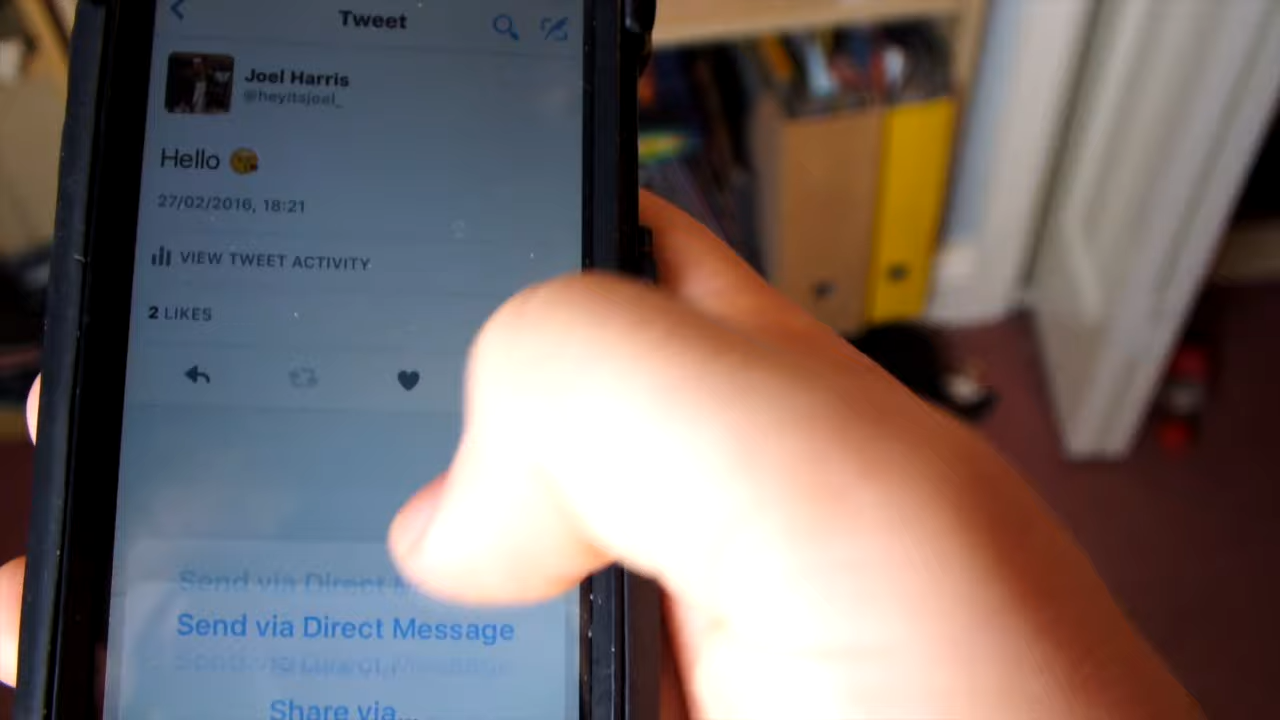 Tweet
Joel Harris
@heyitsjoel_
Hello 😘
27/02/2016, 18:21
VIEW TWEET ACTIVITY
2 LIKES
Send via Direct Message
Share via...